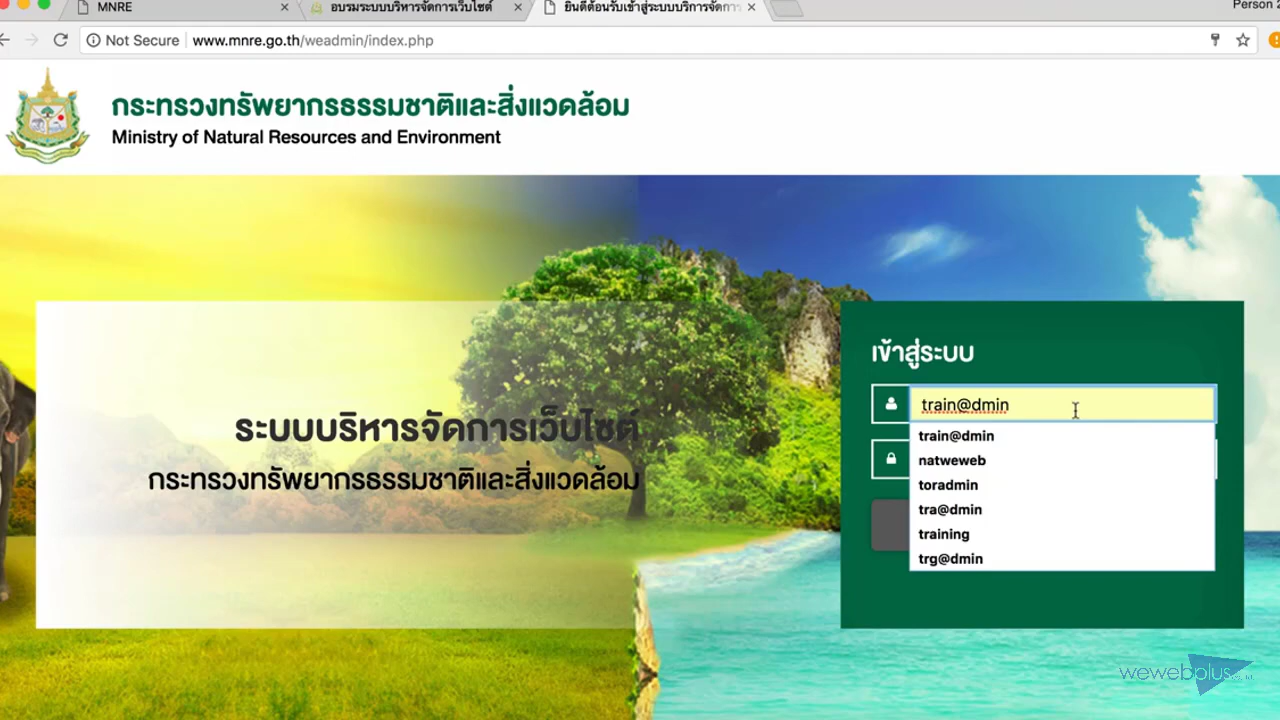 MNRE
อบรมระบบบริหารจัดการเว็บไซต์
ยินดีต้อนรับเข้าสู่ระบบบริการจัดการ
Person 2
Not Secure
www.mnre.go.th/weadmin/index.php
กระทรวงทรัพยากรธรรมชาติและสิ่งแวดล้อม
Ministry of Natural Resources and Environment
ระบบบริหารจัดการเว็บไซต์
กระทรวงทรัพยากรธรรมชาติและสิ่งแวดล้อม
เข้าสู่ระบบ
train@dmin
train@dmin
natweweb
toradmin
tra@dmin
training
trg@dmin
wewebplus